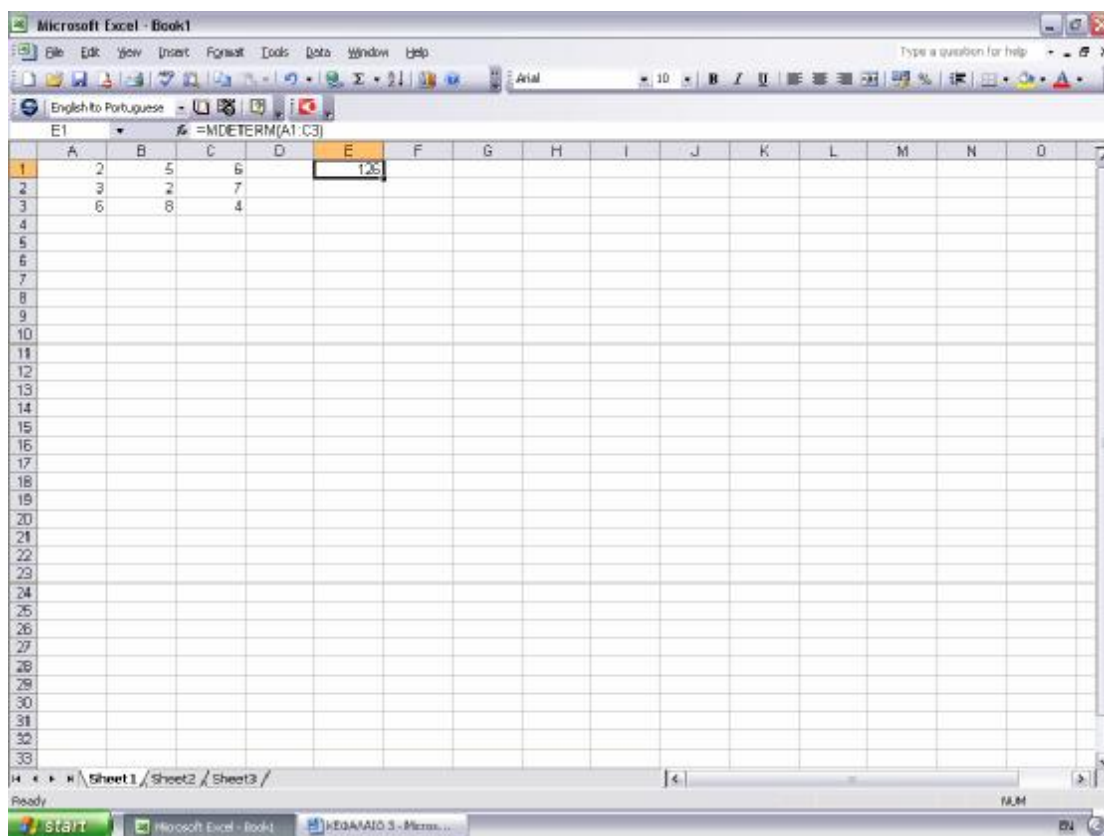 Microsoft Excel - Book1
File Edit View Insert Format Tools Data Window Help Type a question for help
Arial 10 B I U
English to Portuguese
E1 fx =MDETERM(A1:C3)
A B C D E F G H I J K L M N O
1 2 5 6 126
2 3 2 7
3 6 8 4
4
5
6
7
8
9
10
11
12
13
14
15
16
17
18
19
20
21
22
23
24
25
26
27
28
29
30
31
32
33
Sheet1 Sheet2 Sheet3
Ready NUM
start Microsoft Excel - Book1 ΚΕΦΑΛΑΙΟ 3 - Micros... EN